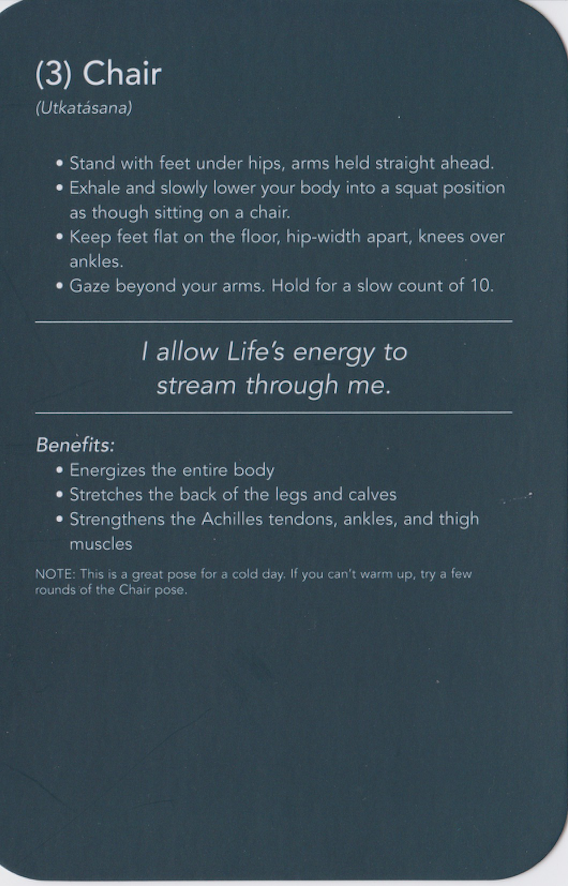 (3) Chair
(Utkatásana)
• Stand with feet under hips, arms held straight ahead.
• Exhale and slowly lower your body into a squat position
as though sitting on a chair.
• Keep feet flat on the floor, hip-width apart, knees over
ankles.
• Gaze beyond your arms. Hold for a slow count of 10.
I allow Life's energy to
stream through me.
Benefits:
• Energizes the entire body
• Stretches the back of the legs and calves
• Strengthens the Achilles tendons, ankles, and thigh
muscles
NOTE: This is a great pose for a cold day. If you can't warm up, try a few
rounds of the Chair pose.